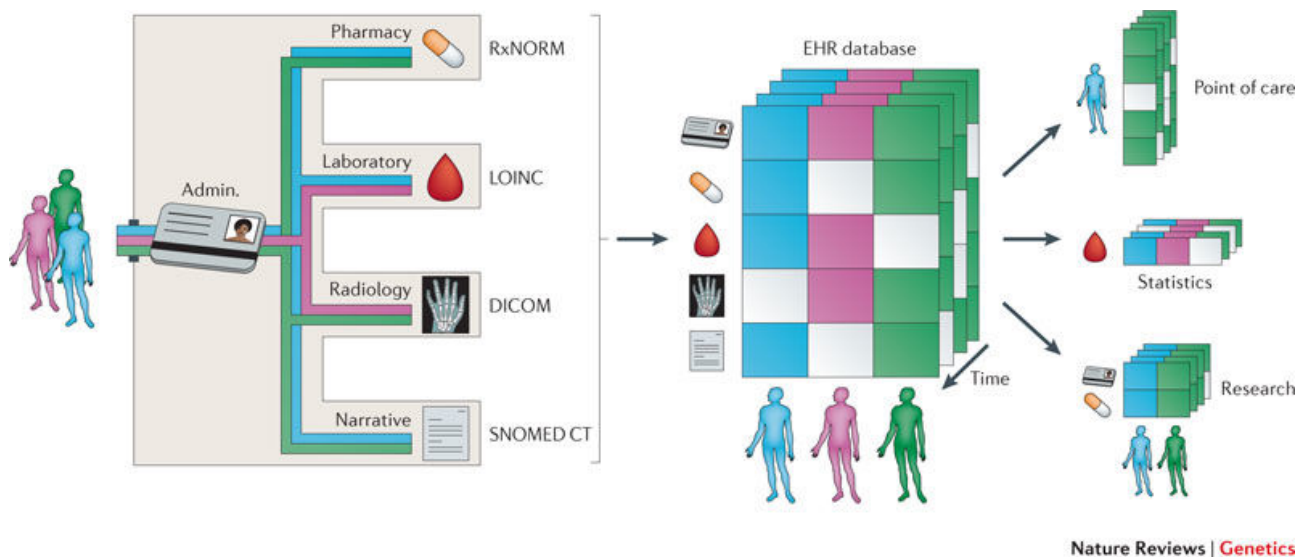 Pharmacy
RxNORM
Laboratory
LOINC
Admin.
Radiology
DICOM
Narrative
SNOMED CT
EHR database
Time
Point of care
Statistics
Research
Nature Reviews | Genetics